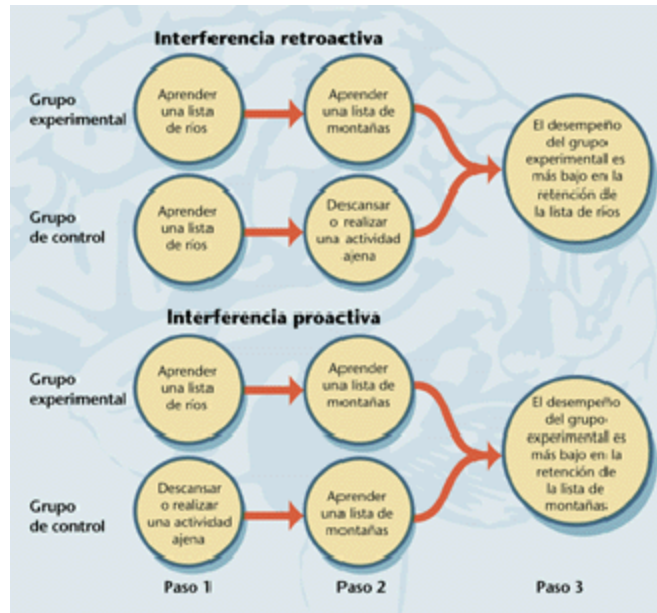 Interferencia retroactiva
Grupo
experimental
Aprender
una lista
de ríos
Aprender
una lista de
montañas
El desempeño
del grupo
experimental es
más bajo en la
retención de
la lista de ríos
Grupo
de control
Aprender
una lista
de ríos
Descansar
o realizar
una actividad
ajena
Interferencia proactiva
Grupo
experimental
Aprender
una lista
de ríos
Aprender
una lista de
montañas
El desempeño
del grupo
experimental es
más bajo en la
retención de
la lista de
montañas
Grupo
de control
Descansar
o realizar
una actividad
ajena
Aprender
una lista de
montañas
Paso 1
Paso 2
Paso 3